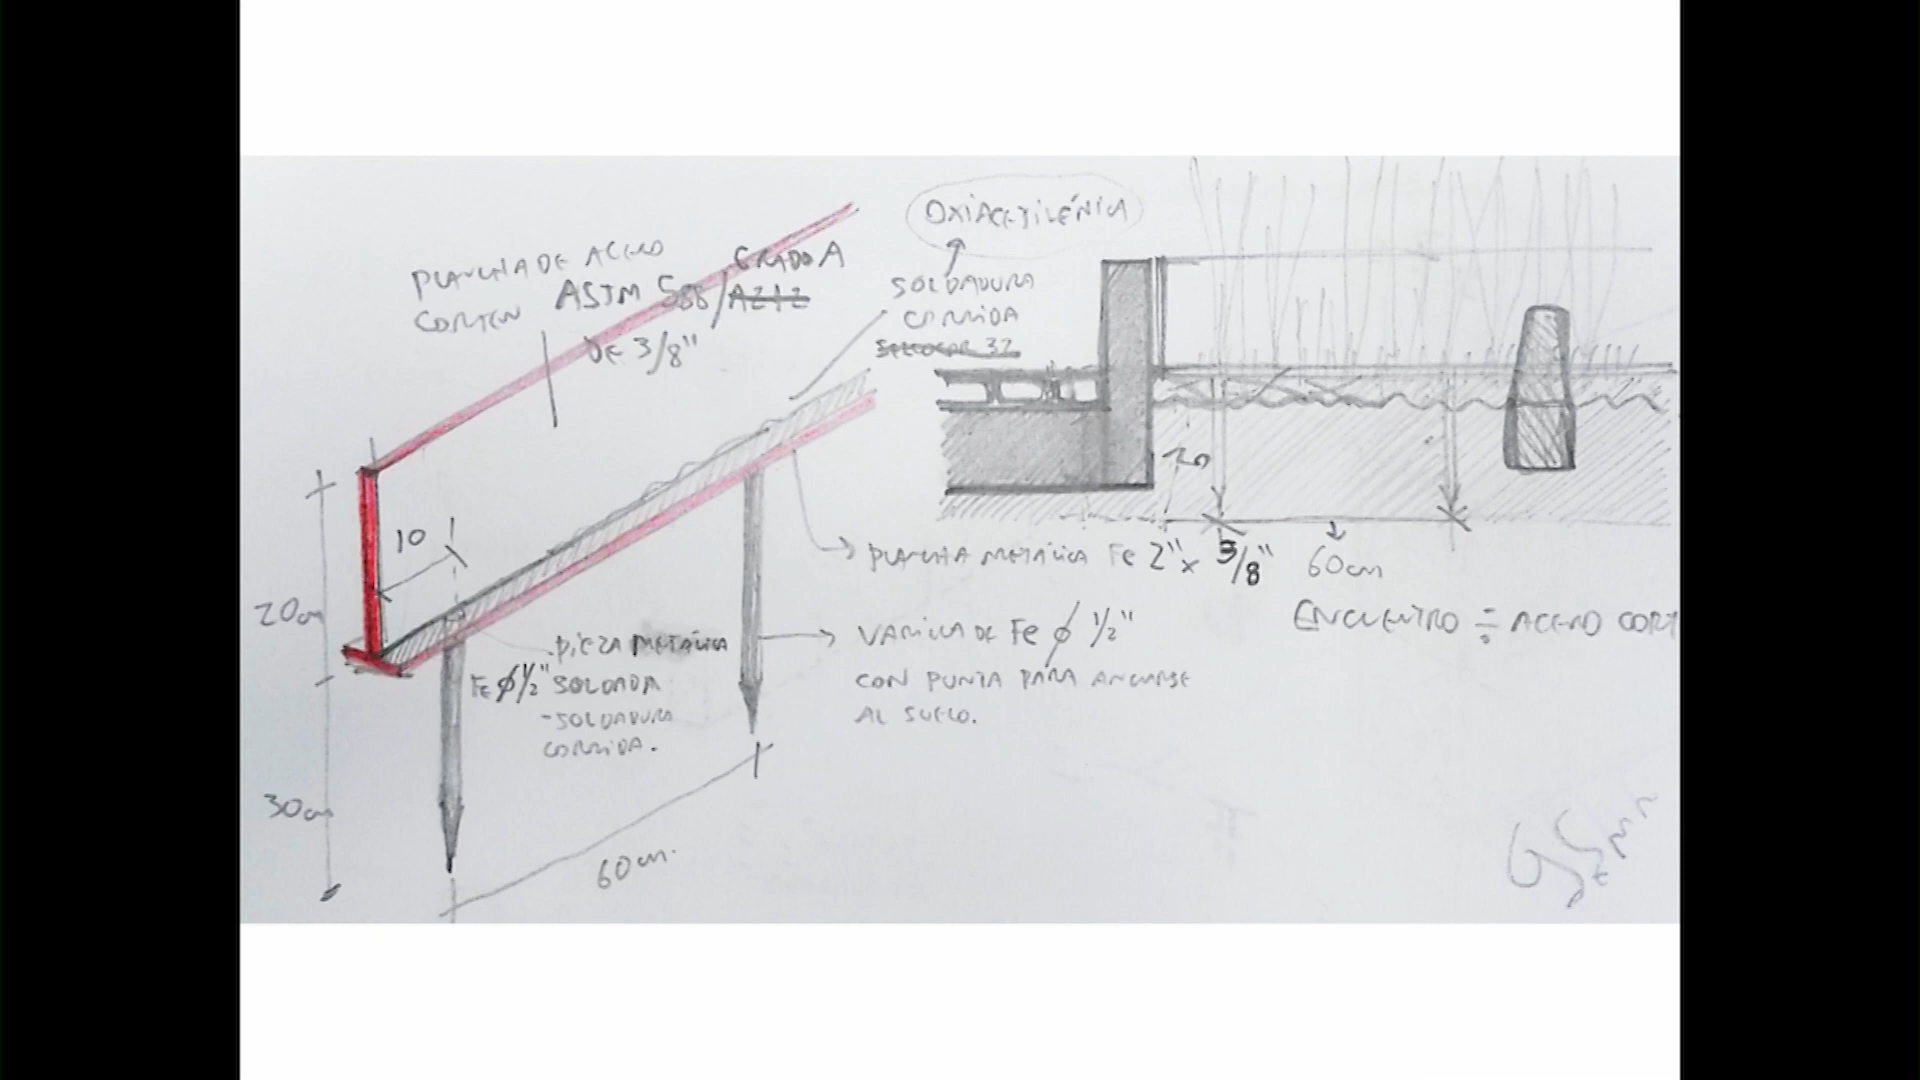 PLANCHA DE ACERO
CORTEN ASTM 588/GRADO A
A212
DE 3/8"
OXIACETILÉNICA
SOLDADURA
CORRIDA
10
20cm
30cm
60cm.
PIEZA METÁLICA
FE ϕ 1/2" SOLDADA
-SOLDADURA
CORRIDA.
PLANCHA METÁLICA Fe 2" x 3/8"
VARILLA DE Fe ϕ 1/2"
CON PUNTA PARA ANCLARSE
AL SUELO.
60cm
ENCUENTRO ÷ ACERO CORT